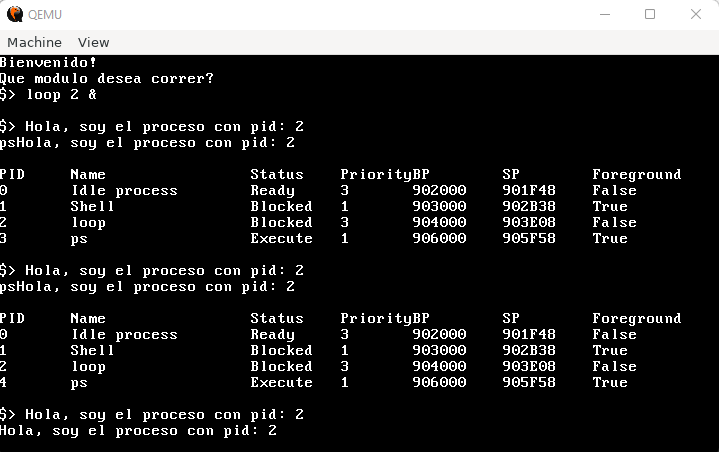 QEMU
Machine View
Bienvenido!
Que modulo desea correr?
$> loop 2 &
$> Hola, soy el proceso con pid: 2
psHola, soy el proceso con pid: 2
PID Name Status PriorityBP SP Foreground
0 Idle process Ready 3 902000 901F48 False
1 Shell Blocked 1 903000 902B38 True
2 loop Blocked 3 904000 903E08 False
3 ps Execute 1 906000 905F58 True
$> Hola, soy el proceso con pid: 2
psHola, soy el proceso con pid: 2
PID Name Status PriorityBP SP Foreground
0 Idle process Ready 3 902000 901F48 False
1 Shell Blocked 1 903000 902B38 True
2 loop Blocked 3 904000 903E08 False
4 ps Execute 1 906000 905F58 True
$> Hola, soy el proceso con pid: 2
Hola, soy el proceso con pid: 2